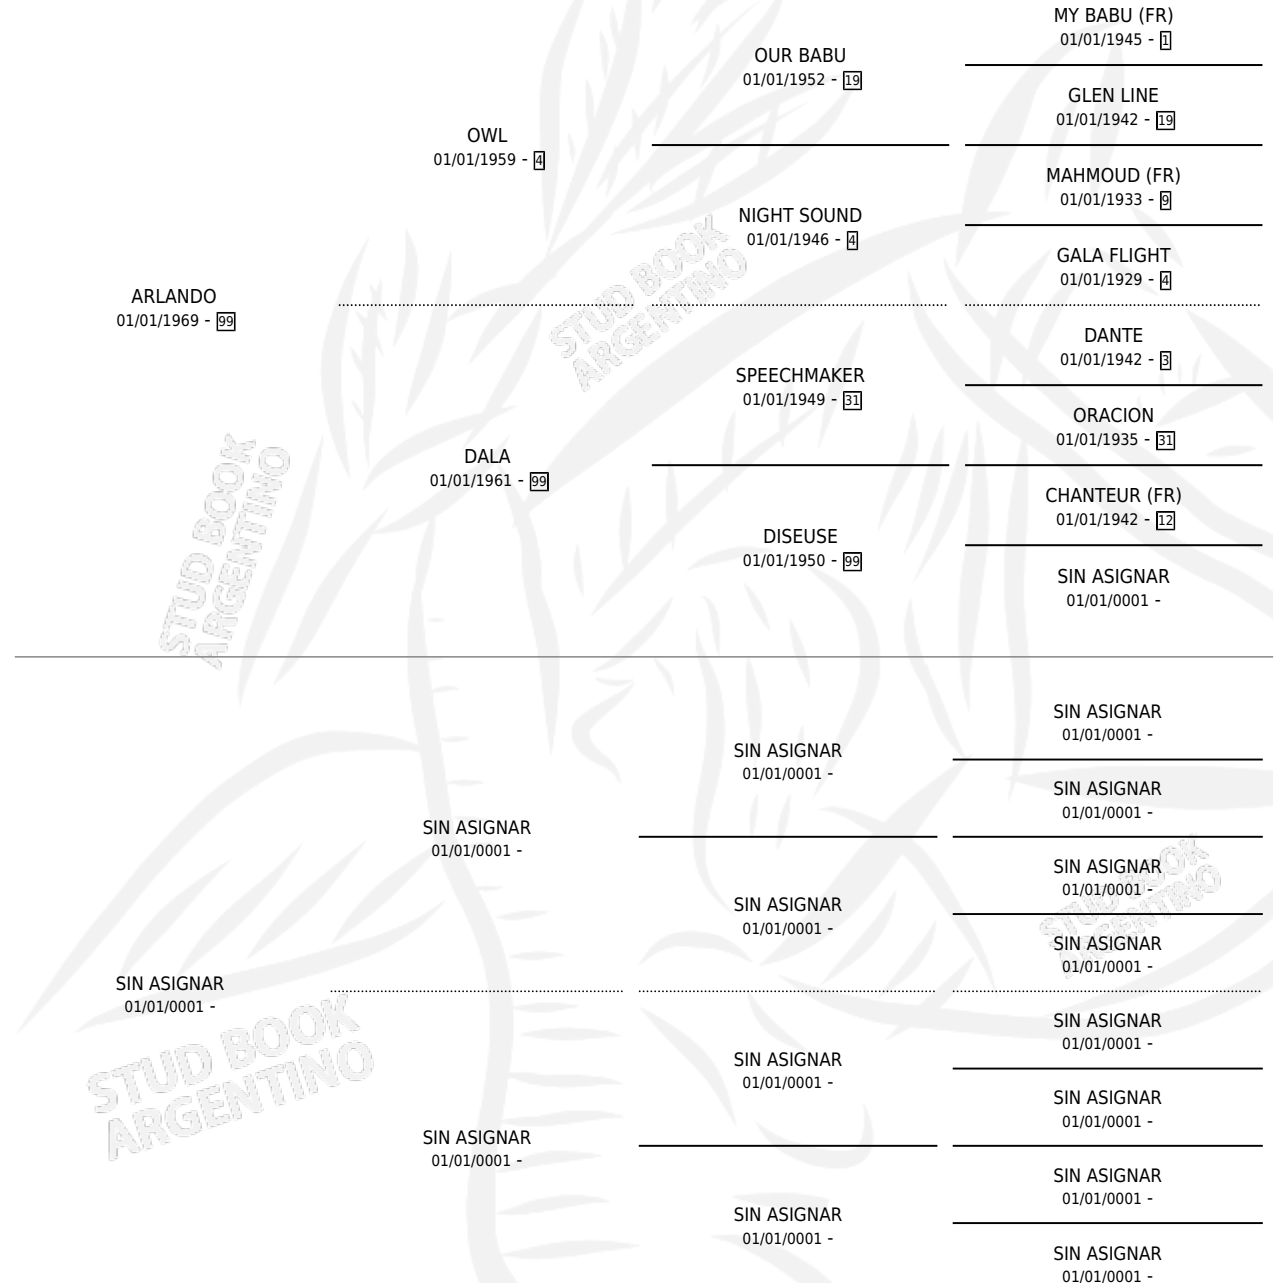 MY BABU (FR)
01/01/1945 - 1
OUR BABU
01/01/1952 - 19
GLEN LINE
01/01/1942 - 19
OWL
01/01/1959 - 4
MAHMOUD (FR)
01/01/1933 - 9
NIGHT SOUND
01/01/1946 - 4
GALA FLIGHT
01/01/1929 - 4
ARLANDO
01/01/1969 - 99
DANTE
01/01/1942 - 3
SPEECHMAKER
01/01/1949 - 31
ORACION
01/01/1935 - 31
DALA
01/01/1961 - 99
CHANTEUR (FR)
01/01/1942 - 12
DISEUSE
01/01/1950 - 99
SIN ASIGNAR
01/01/0001 -
STUD BOOK
ARGENTINO
STUD BOOK
ARGENTINO
SIN ASIGNAR
01/01/0001 -
SIN ASIGNAR
01/01/0001 -
SIN ASIGNAR
01/01/0001 -
SIN ASIGNAR
01/01/0001 -
SIN ASIGNAR
01/01/0001 -
SIN ASIGNAR
01/01/0001 -
SIN ASIGNAR
01/01/0001 -
SIN ASIGNAR
01/01/0001 -
SIN ASIGNAR
01/01/0001 -
SIN ASIGNAR
01/01/0001 -
SIN ASIGNAR
01/01/0001 -
SIN ASIGNAR
01/01/0001 -
SIN ASIGNAR
01/01/0001 -
SIN ASIGNAR
01/01/0001 -
SIN ASIGNAR
01/01/0001 -
STUD BOOK
ARGENTINO
STUD BOOK
ARGENTINO